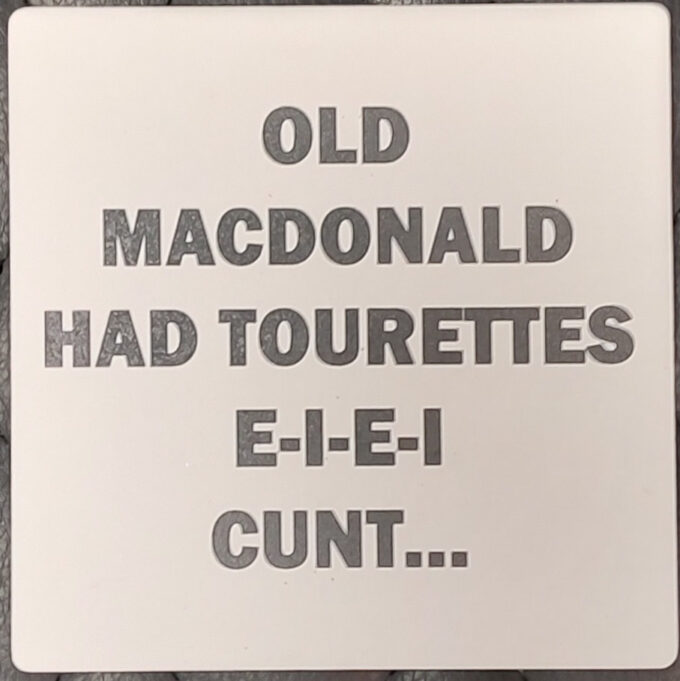 OLD
MACDONALD
HAD TOURETTES
E-I-E-I
CUNT...